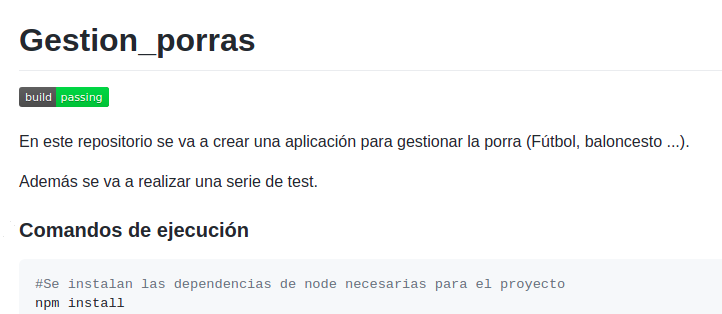 Gestion_porras
build passing
En este repositorio se va a crear una aplicación para gestionar la porra (Fútbol, baloncesto ...).
Además se va a realizar una serie de test.
Comandos de ejecución
#Se instalan las dependencias de node necesarias para el proyecto
npm install